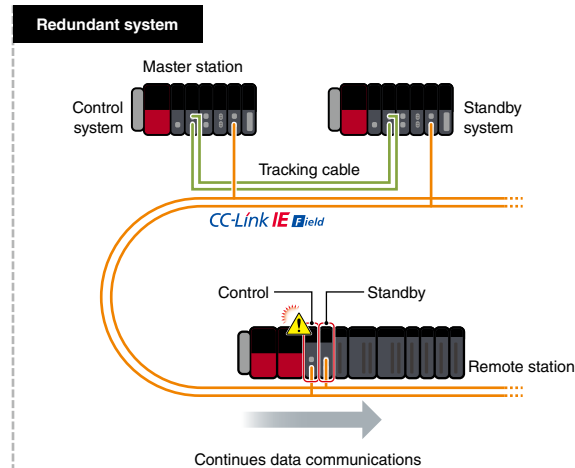 Redundant system
Master station
Control
system
Standby
system
Tracking cable
CC-Link IE Field
Control
Standby
Remote station
Continues data communications